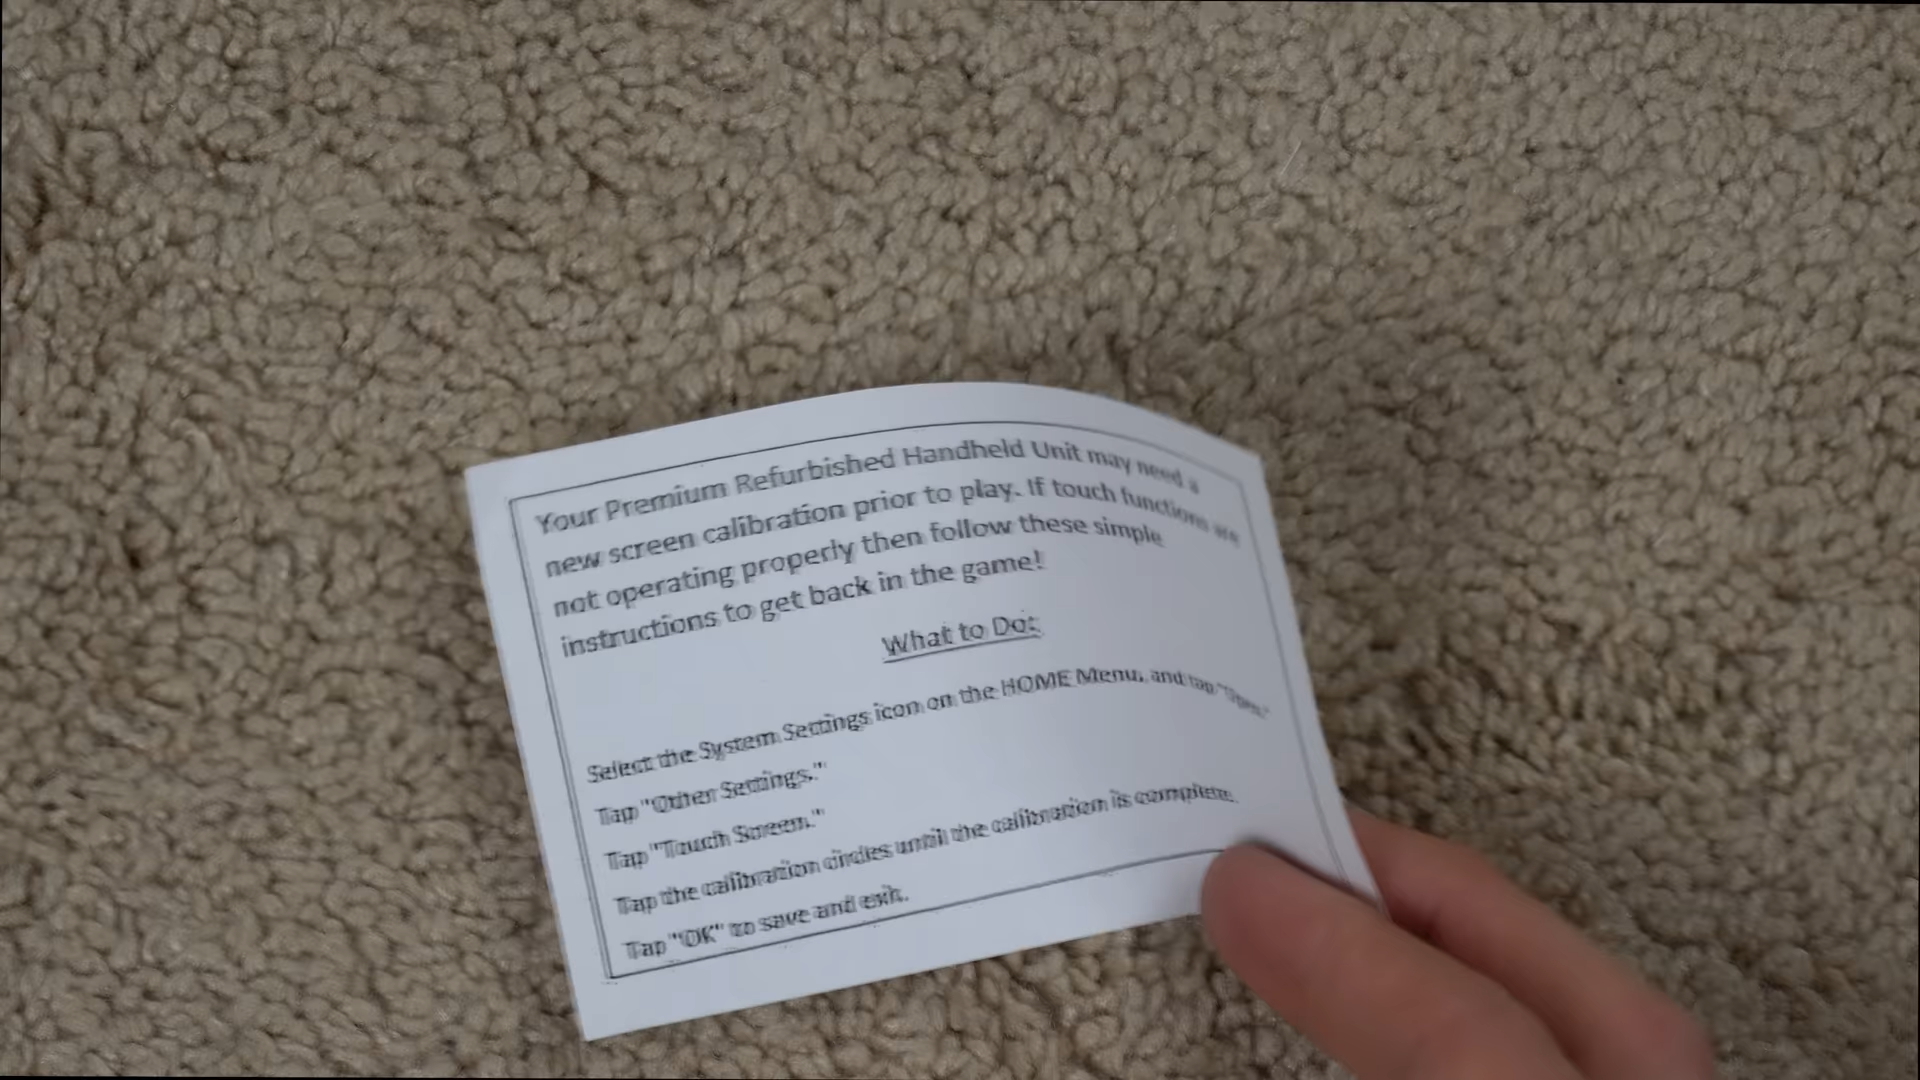 Your Premium Refurbished Handheld Unit may need a
new screen calibration prior to play. If touch functions are
not operating properly then follow these simple
instructions to get back in the game!
What to Do:
Select the System Settings icon on the HOME Menu, and tap "Open."
Tap "Other Settings."
Tap "Touch Screen."
Tap the calibration circles until the calibration is complete.
Tap "OK" to save and exit.